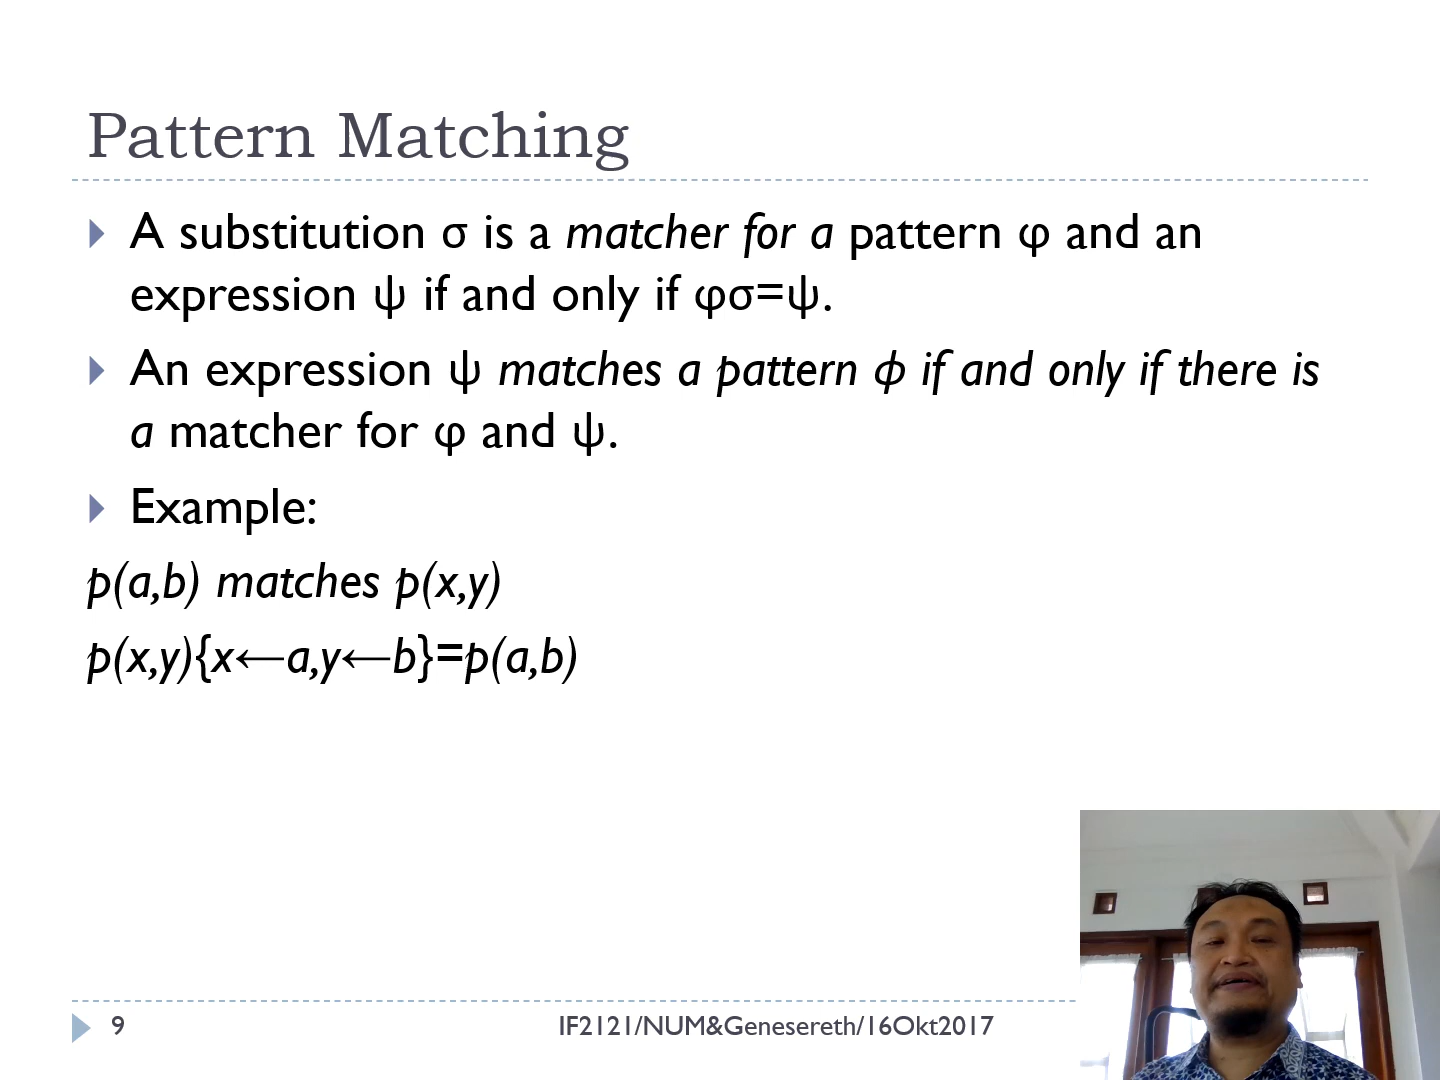 Pattern Matching
A substitution σ is a matcher for a pattern φ and an
expression ψ if and only if φσ=ψ.
An expression ψ matches a pattern ϕ if and only if there is
a matcher for φ and ψ.
Example:
p(a,b) matches p(x,y)
p(x,y){x←a,y←b}=p(a,b)
9
IF2121/NUM&Genesereth/16Okt2017